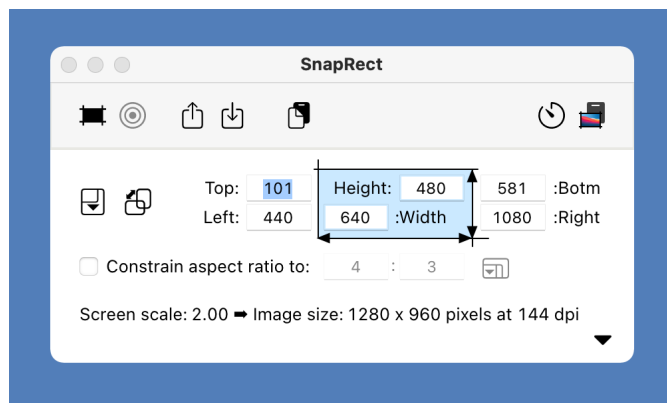 SnapRect
Top: 101 Height: 480 581 :Botm
Left: 440 640 :Width 1080 :Right
Constrain aspect ratio to: 4 : 3
Screen scale: 2.00 ➡ Image size: 1280 x 960 pixels at 144 dpi